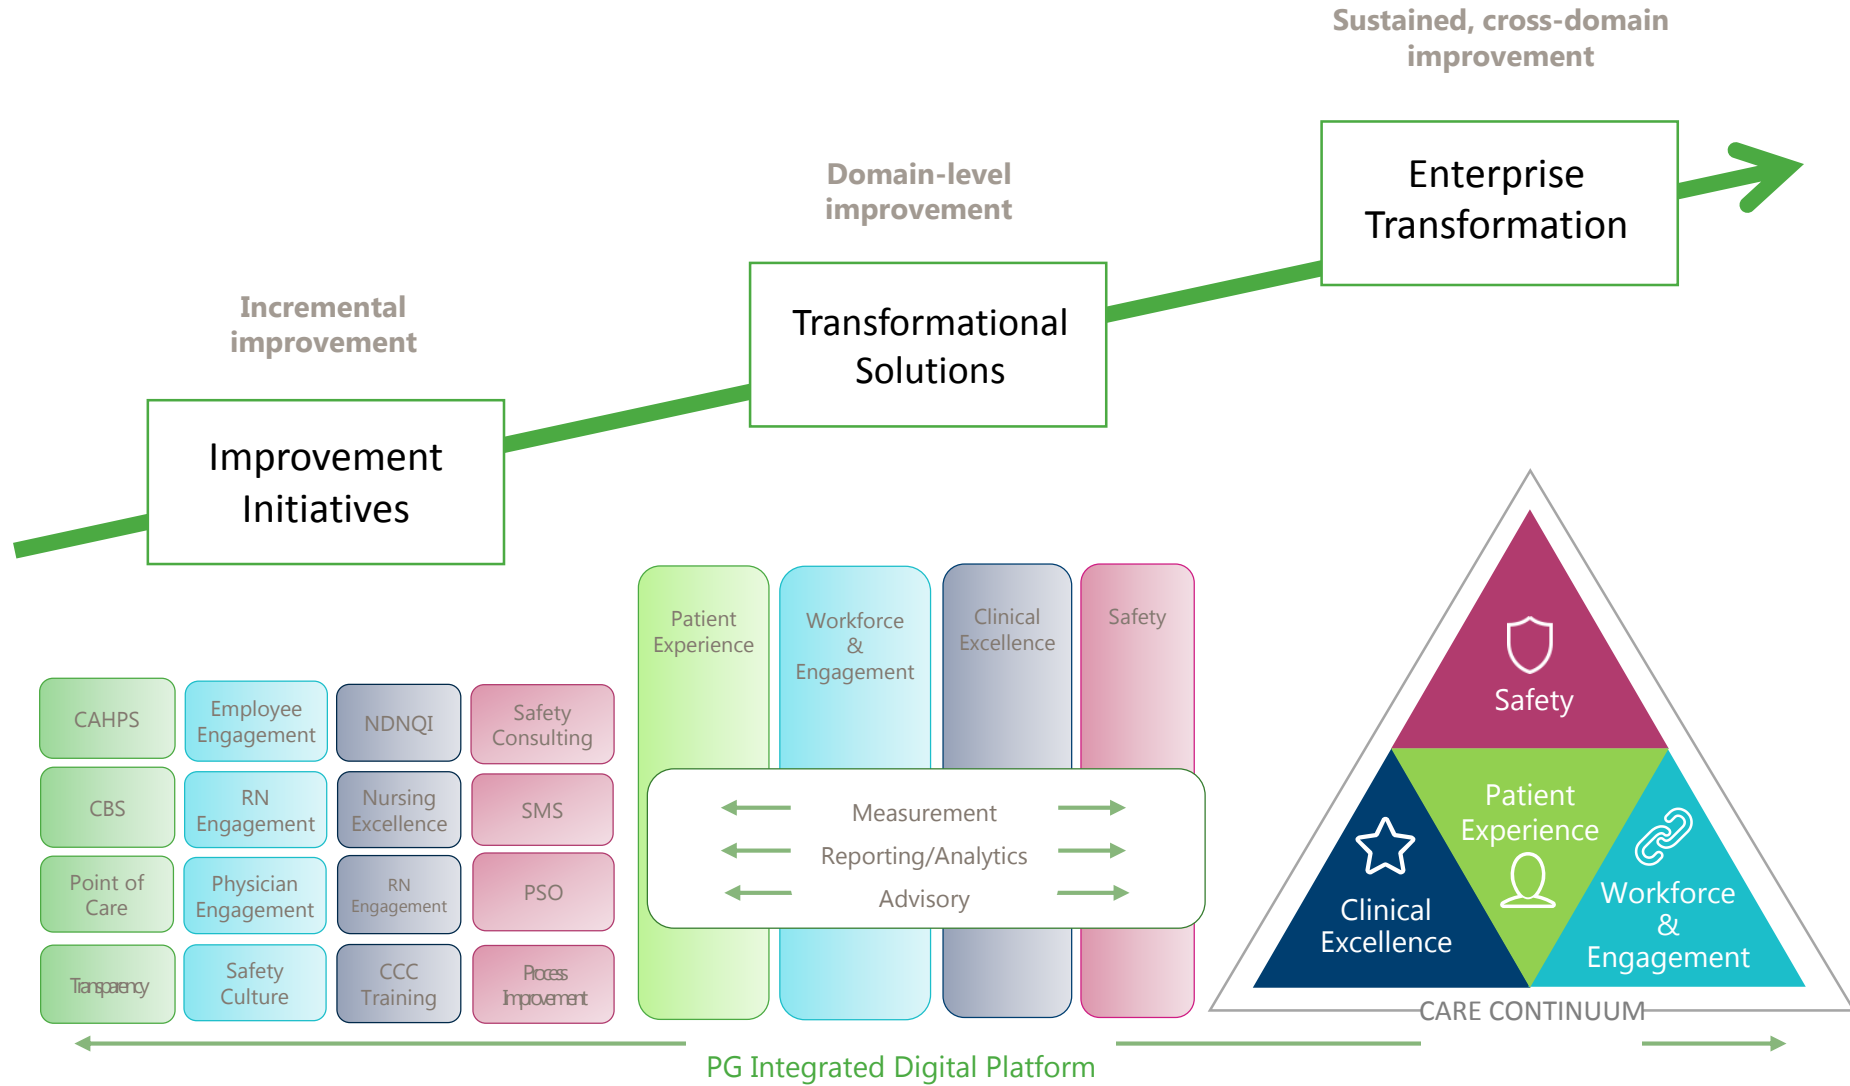 Sustained, cross-domain
improvement
Enterprise
Transformation
Domain-level
improvement
Transformational
Solutions
Incremental
improvement
Improvement
Initiatives
CAHPS
Employee
Engagement
NDNQI
Safety
Consulting
CBS
RN
Engagement
Nursing
Excellence
SMS
Point of
Care
Physician
Engagement
RN
Engagement
PSO
Transparency
Safety
Culture
CCC
Training
Process
Improvement
Patient
Experience
Workforce
&
Engagement
Clinical
Excellence
Safety
Measurement
Reporting/Analytics
Advisory
Safety
Patient
Experience
Clinical
Excellence
Workforce
&
Engagement
CARE CONTINUUM
PG Integrated Digital Platform